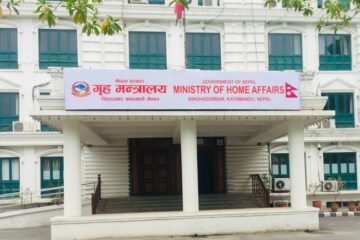 नेपाल सरकार
गृह मन्त्रालय
सिंहदरबार, काठमाडौं, नेपाल
GOVERNMENT OF NEPAL
MINISTRY OF HOME AFFAIRS
SINGHADURBAR, KATHMANDU, NEPAL